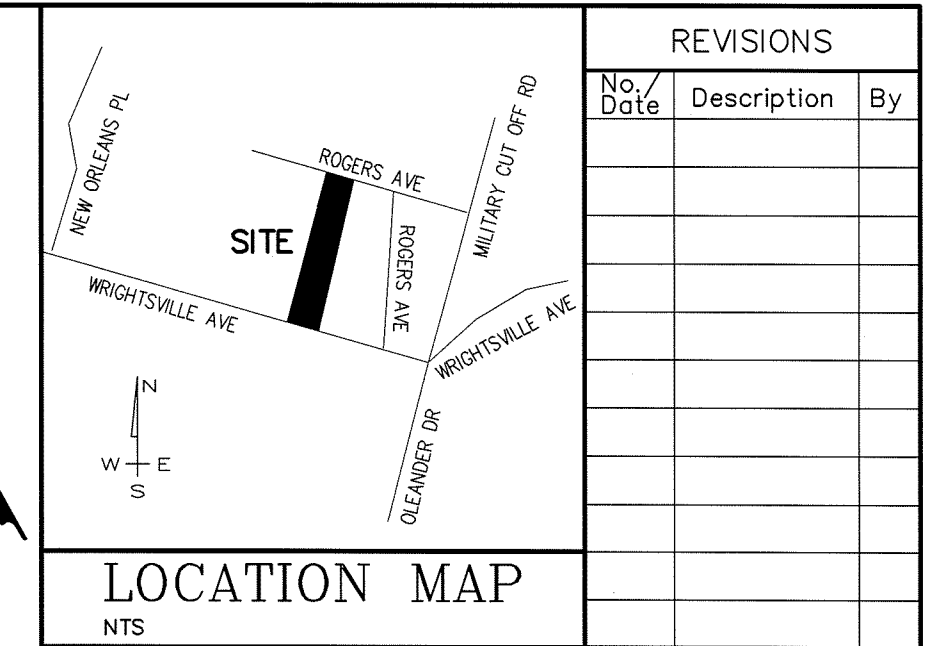 NEW ORLEANS PL
ROGERS AVE
MILITARY CUT OFF RD
SITE
ROGERS AVE
WRIGHTSVILLE AVE
WRIGHTSVILLE AVE
OLEANDER DR
N
W E
S
LOCATION MAP
NTS
REVISIONS
No./
Date Description By